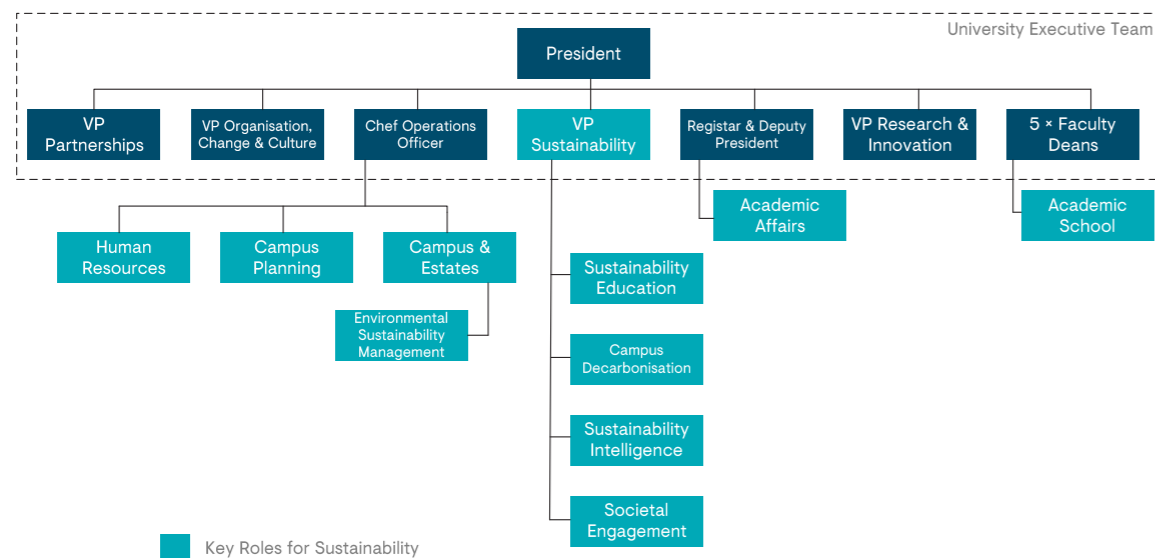 University Executive Team
President
VP
Partnerships
VP Organisation,
Change & Culture
Chef Operations
Officer
VP
Sustainability
Registar & Deputy
President
VP Research &
Innovation
5 × Faculty
Deans
Academic
Affairs
Academic
School
Human
Resources
Campus
Planning
Campus &
Estates
Sustainability
Education
Environmental
Sustainability
Management
Campus
Decarbonisation
Sustainability
Intelligence
Societal
Engagement
Key Roles for Sustainability